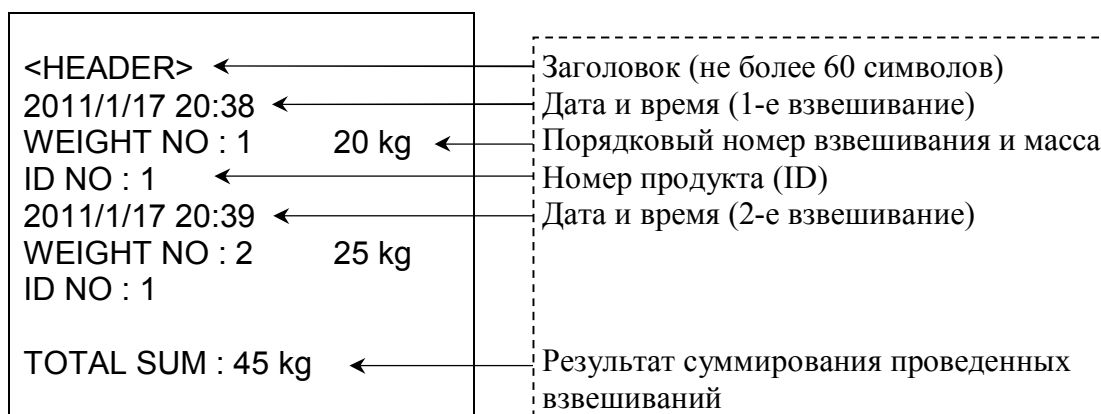 <HEADER>
2011/1/17 20:38
WEIGHT NO : 1 20 kg
ID NO : 1
2011/1/17 20:39
WEIGHT NO : 2 25 kg
ID NO : 1
TOTAL SUM : 45 kg
Заголовок (не более 60 символов)
Дата и время (1-е взвешивание)
Порядковый номер взвешивания и масса
Номер продукта (ID)
Дата и время (2-е взвешивание)
Результат суммирования проведенных
взвешиваний